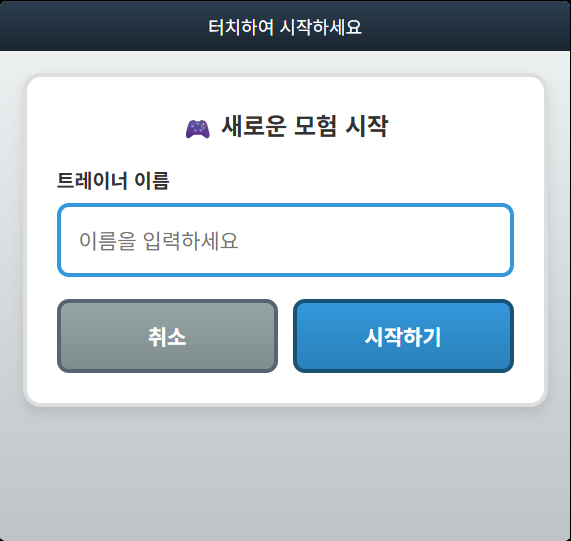 터치하여 시작하세요
🎮 새로운 모험 시작
트레이너 이름
이름을 입력하세요
취소
시작하기